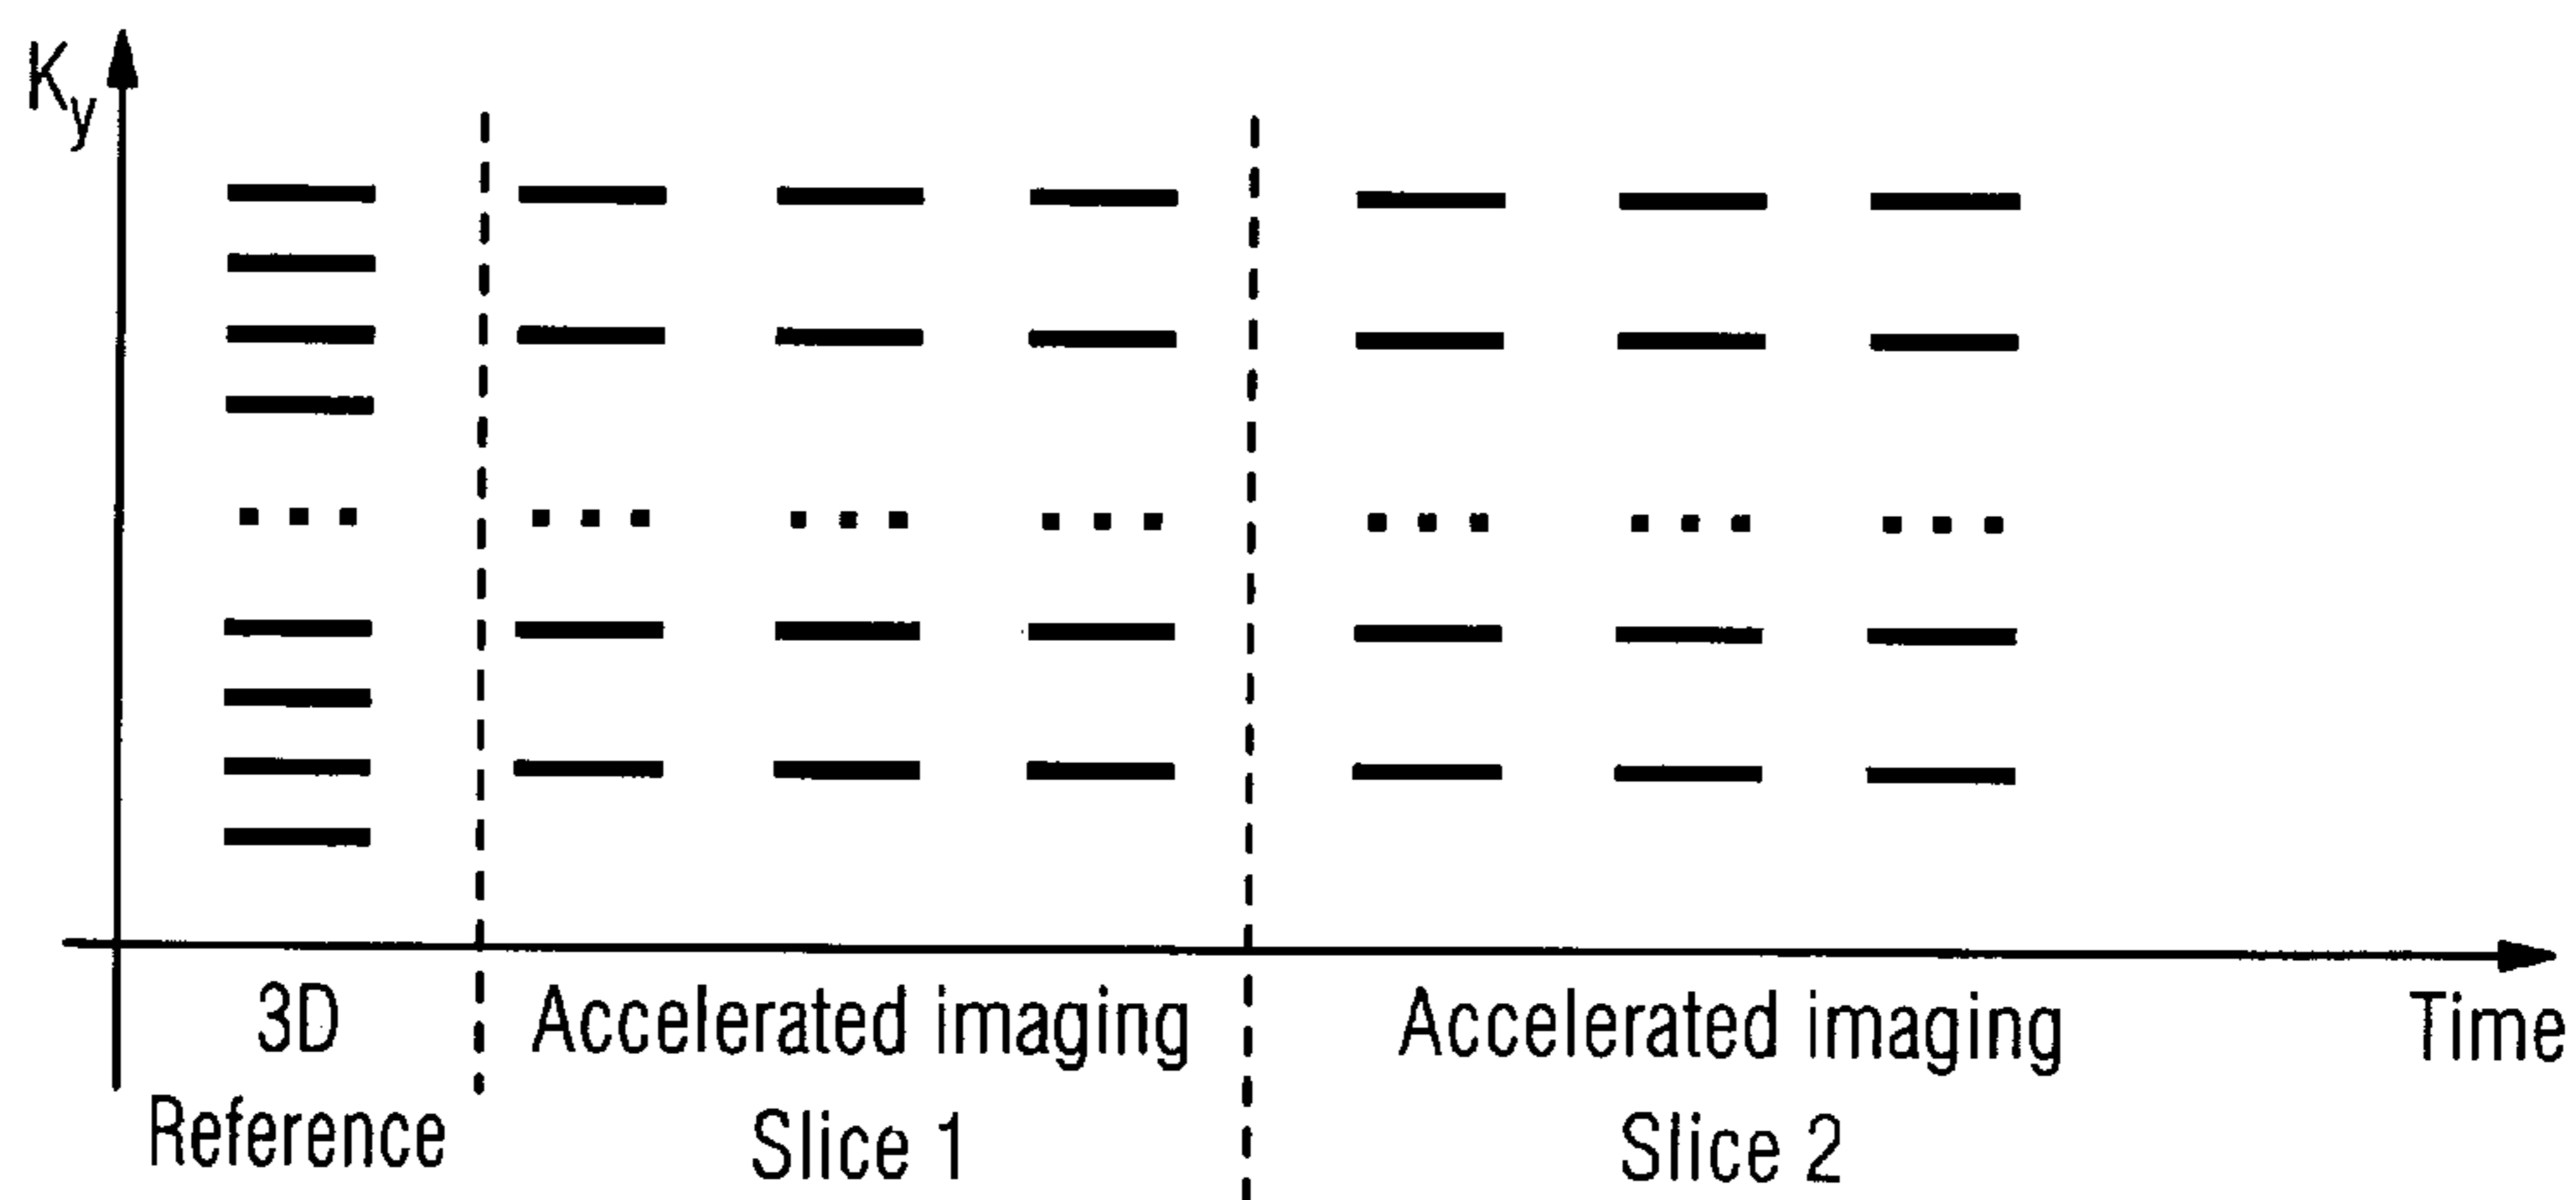 Ky
3D
Reference
Accelerated imaging
Slice 1
Accelerated imaging
Slice 2
Time